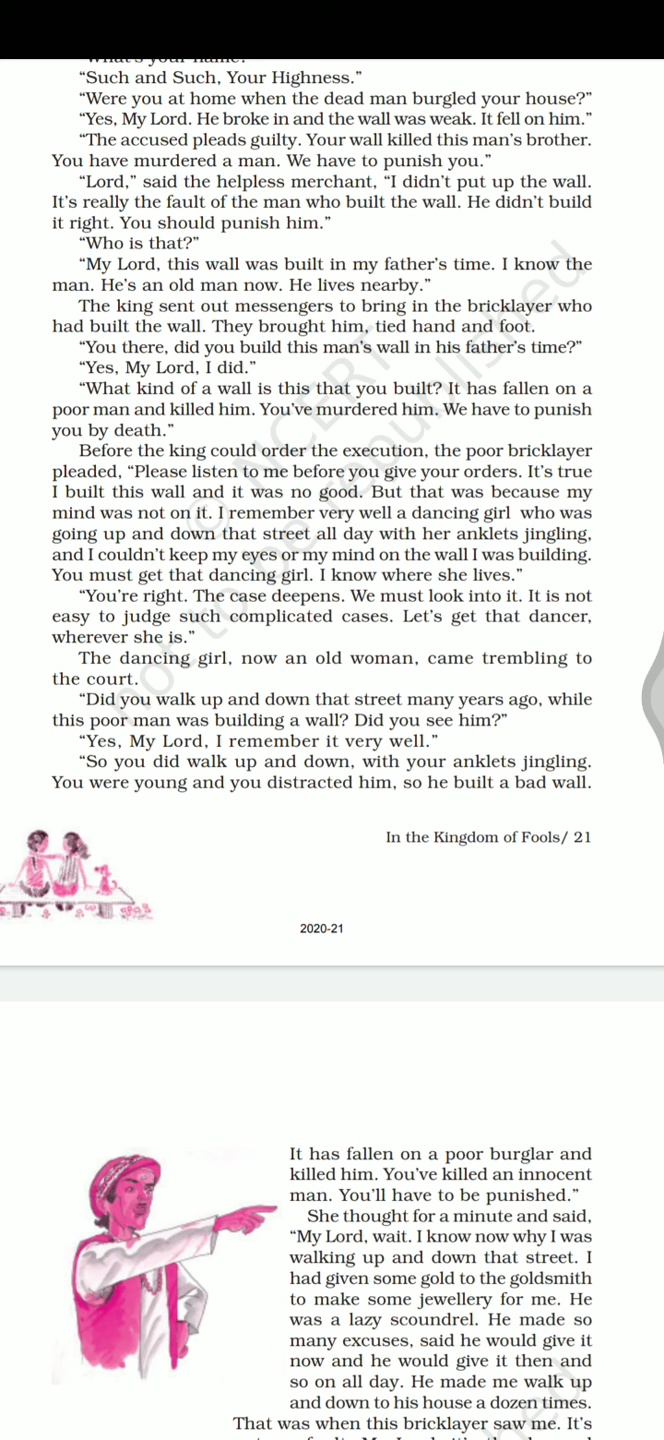 "What's your name?"
"Such and Such, Your Highness."
"Were you at home when the dead man burgled your house?"
"Yes, My Lord. He broke in and the wall was weak. It fell on him."
"The accused pleads guilty. Your wall killed this man's brother.
You have murdered a man. We have to punish you."
"Lord," said the helpless merchant, "I didn't put up the wall.
It's really the fault of the man who built the wall. He didn't build
it right. You should punish him."
"Who is that?"
"My Lord, this wall was built in my father's time. I know the
man. He's an old man now. He lives nearby."
The king sent out messengers to bring in the bricklayer who
had built the wall. They brought him, tied hand and foot.
"You there, did you build this man's wall in his father's time?"
"Yes, My Lord, I did."
"What kind of a wall is this that you built? It has fallen on a
poor man and killed him. You've murdered him. We have to punish
you by death."
Before the king could order the execution, the poor bricklayer
pleaded, "Please listen to me before you give your orders. It's true
I built this wall and it was no good. But that was because my
mind was not on it. I remember very well a dancing girl who was
going up and down that street all day with her anklets jingling,
and I couldn't keep my eyes or my mind on the wall I was building.
You must get that dancing girl. I know where she lives."
"You're right. The case deepens. We must look into it. It is not
easy to judge such complicated cases. Let's get that dancer,
wherever she is."
The dancing girl, now an old woman, came trembling to
the court.
"Did you walk up and down that street many years ago, while
this poor man was building a wall? Did you see him?"
"Yes, My Lord, I remember it very well."
"So you did walk up and down, with your anklets jingling.
You were young and you distracted him, so he built a bad wall.
© NCERT
not to be republished
In the Kingdom of Fools/ 21
2020-21
It has fallen on a poor burglar and
killed him. You've killed an innocent
man. You'll have to be punished."
She thought for a minute and said,
"My Lord, wait. I know now why I was
walking up and down that street. I
had given some gold to the goldsmith
to make some jewellery for me. He
was a lazy scoundrel. He made so
many excuses, said he would give it
now and he would give it then and
so on all day. He made me walk up
and down to his house a dozen times.
That was when this bricklayer saw me. It's